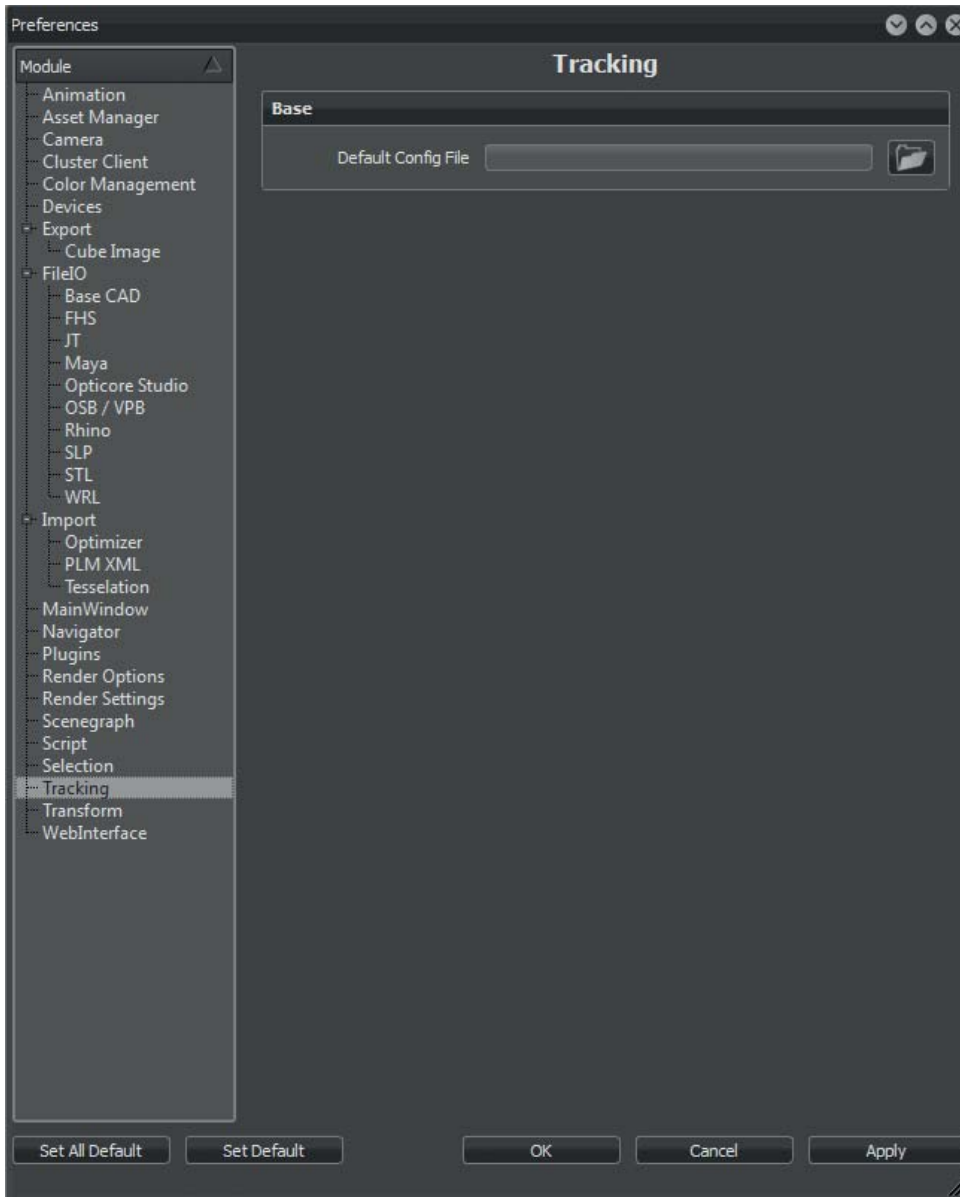 Preferences
Module
Animation
Asset Manager
Camera
Cluster Client
Color Management
Devices
Export
Cube Image
FileIO
Base CAD
FHS
JT
Maya
Opticore Studio
OSB / VPB
Rhino
SLP
STL
WRL
Import
Optimizer
PLM XML
Tesselation
MainWindow
Navigator
Plugins
Render Options
Render Settings
Scenegraph
Script
Selection
Tracking
Transform
WebInterface
Tracking
Base
Default Config File
Set All Default
Set Default
OK
Cancel
Apply